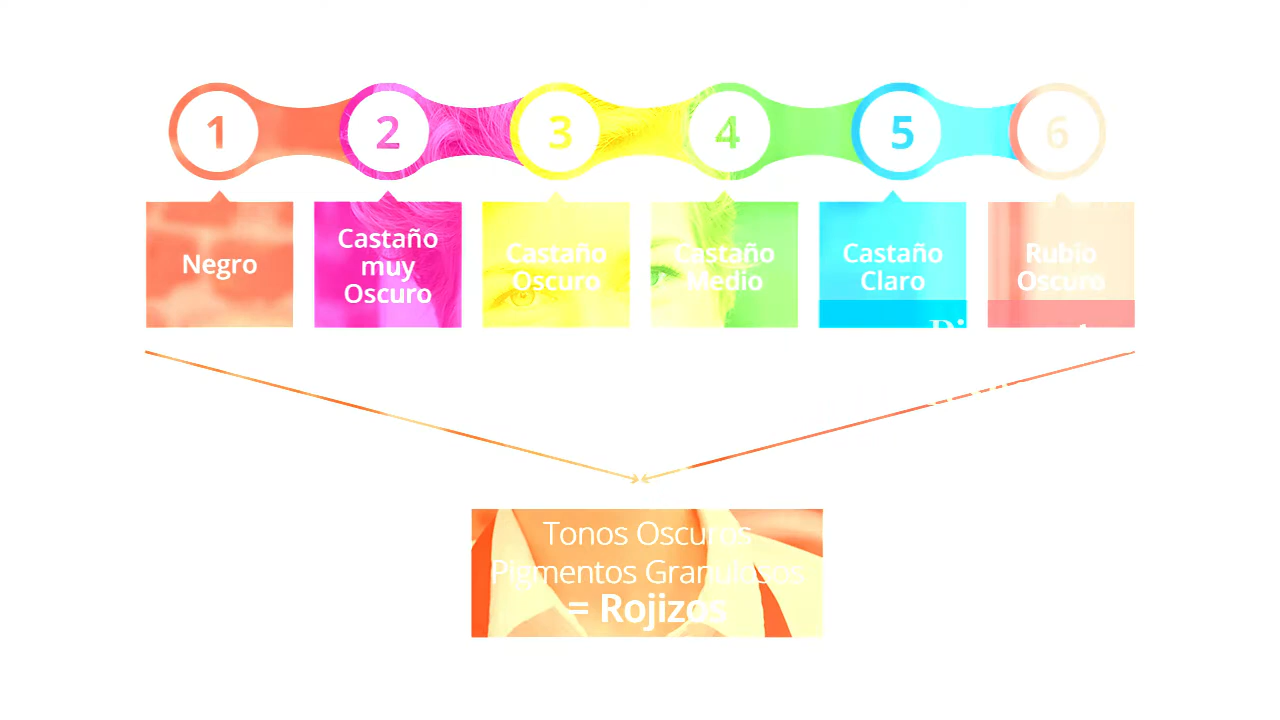 1 2 3 4 5 6
Negro
Castaño
muy
Oscuro
Castaño
Oscuro
Castaño
Medio
Castaño
Claro
Rubio
Oscuro
Tonos Oscuros
Pigmentos Granulosos
= Rojizos